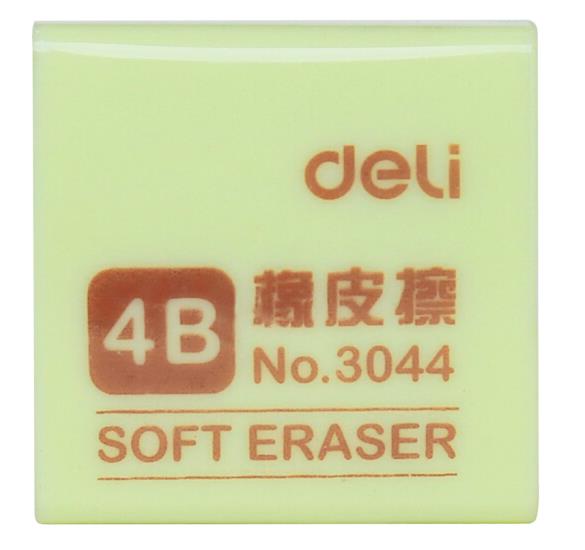 deli
4B 橡皮擦
No.3044
SOFT ERASER